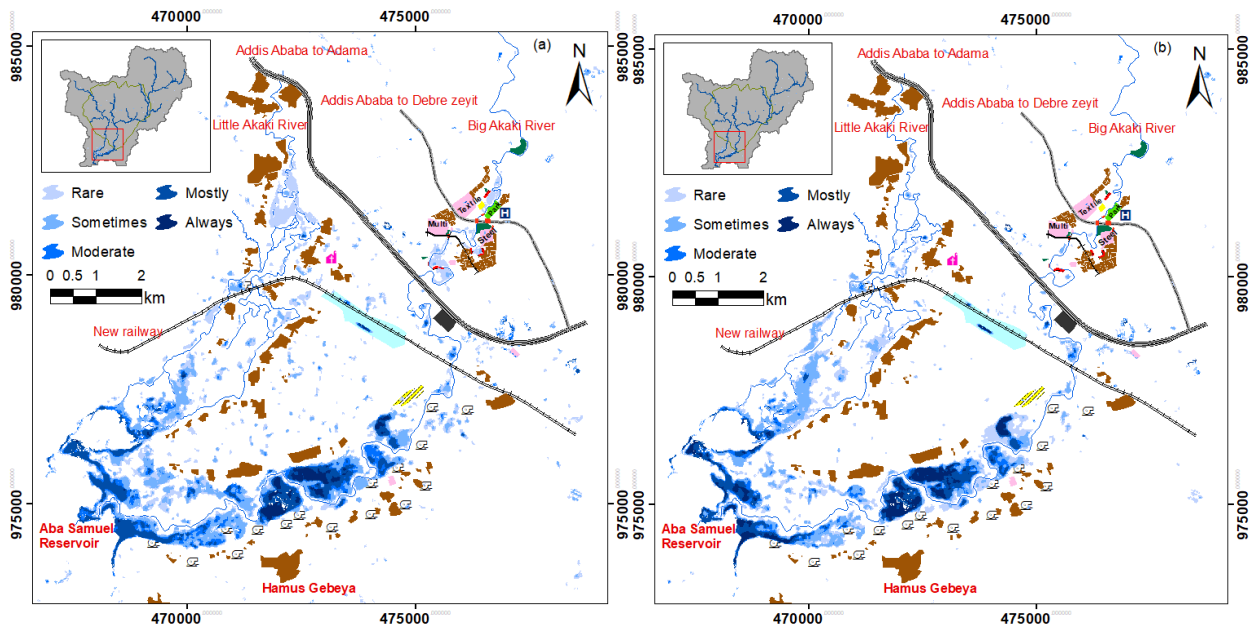 470000
475000
470000
475000
985000
980000
975000
(a)
N
Addis Ababa to Adama
Addis Ababa to Debre zeyit
Little Akaki River
Big Akaki River
Rare
Mostly
Sometimes
Always
Moderate
0 0.5 1 2
km
Textile
Park
H
Multi
Steel
New railway
Aba Samuel
Reservoir
Hamus Gebeya
985000
980000
975000
470000
475000
(b)
N
Addis Ababa to Adama
Addis Ababa to Debre zeyit
Little Akaki River
Big Akaki River
Rare
Mostly
Sometimes
Always
Moderate
0 0.5 1 2
km
Textile
Park
H
Multi
Steel
New railway
Aba Samuel
Reservoir
Hamus Gebeya
985000
980000
975000
470000
475000